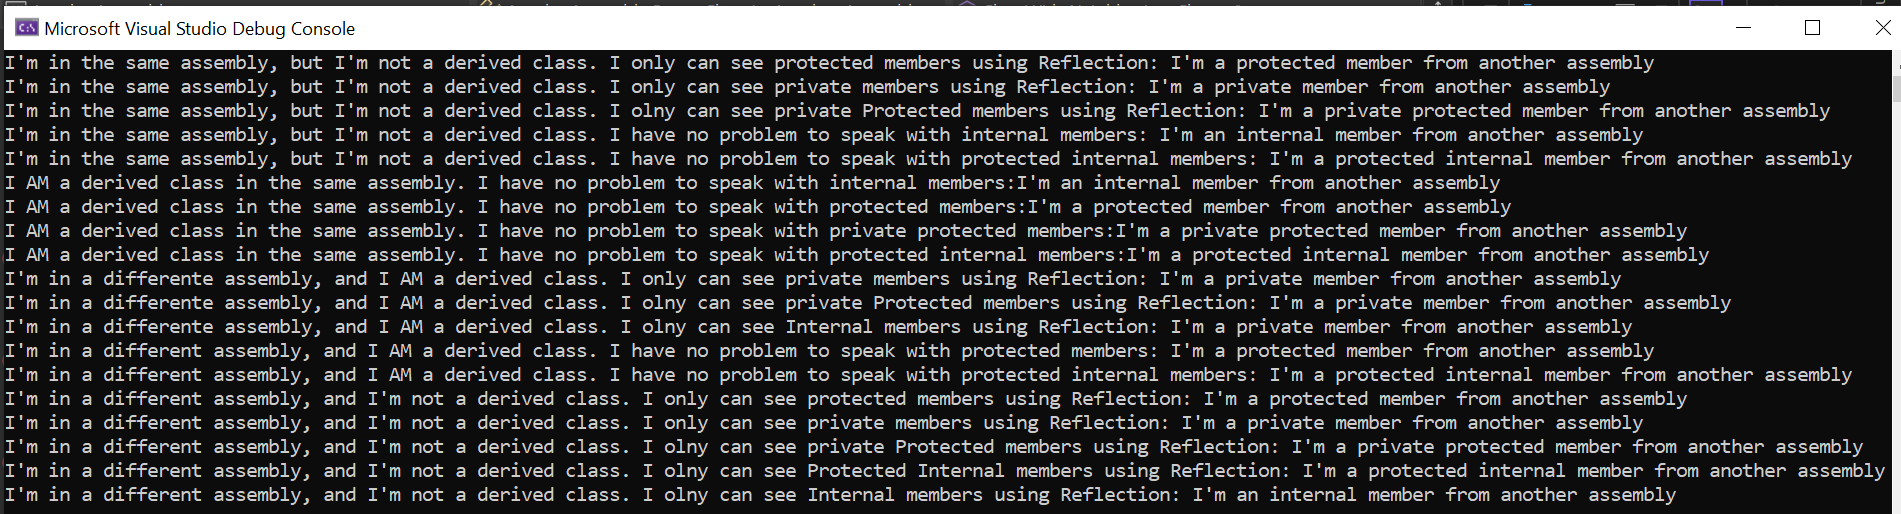 Microsoft Visual Studio Debug Console
I'm in the same assembly, but I'm not a derived class. I only can see protected members using Reflection: I'm a protected member from another assembly
I'm in the same assembly, but I'm not a derived class. I only can see private members using Reflection: I'm a private member from another assembly
I'm in the same assembly, but I'm not a derived class. I olny can see private Protected members using Reflection: I'm a private protected member from another assembly
I'm in the same assembly, but I'm not a derived class. I have no problem to speak with internal members: I'm an internal member from another assembly
I'm in the same assembly, but I'm not a derived class. I have no problem to speak with protected internal members: I'm a protected internal member from another assembly
I AM a derived class in the same assembly. I have no problem to speak with internal members:I'm an internal member from another assembly
I AM a derived class in the same assembly. I have no problem to speak with protected members:I'm a protected member from another assembly
I AM a derived class in the same assembly. I have no problem to speak with private protected members:I'm a private protected member from another assembly
I AM a derived class in the same assembly. I have no problem to speak with protected internal members:I'm a protected internal member from another assembly
I'm in a differente assembly, and I AM a derived class. I only can see private members using Reflection: I'm a private member from another assembly
I'm in a differente assembly, and I AM a derived class. I olny can see private Protected members using Reflection: I'm a private member from another assembly
I'm in a differente assembly, and I AM a derived class. I olny can see Internal members using Reflection: I'm a private member from another assembly
I'm in a different assembly, and I AM a derived class. I have no problem to speak with protected members: I'm a protected member from another assembly
I'm in a different assembly, and I AM a derived class. I have no problem to speak with protected internal members: I'm a protected internal member from another assembly
I'm in a different assembly, and I'm not a derived class. I only can see protected members using Reflection: I'm a protected member from another assembly
I'm in a different assembly, and I'm not a derived class. I only can see private members using Reflection: I'm a private member from another assembly
I'm in a different assembly, and I'm not a derived class. I olny can see private Protected members using Reflection: I'm a private protected member from another assembly
I'm in a different assembly, and I'm not a derived class. I olny can see Protected Internal members using Reflection: I'm a protected internal member from another assembly
I'm in a different assembly, and I'm not a derived class. I olny can see Internal members using Reflection: I'm an internal member from another assembly